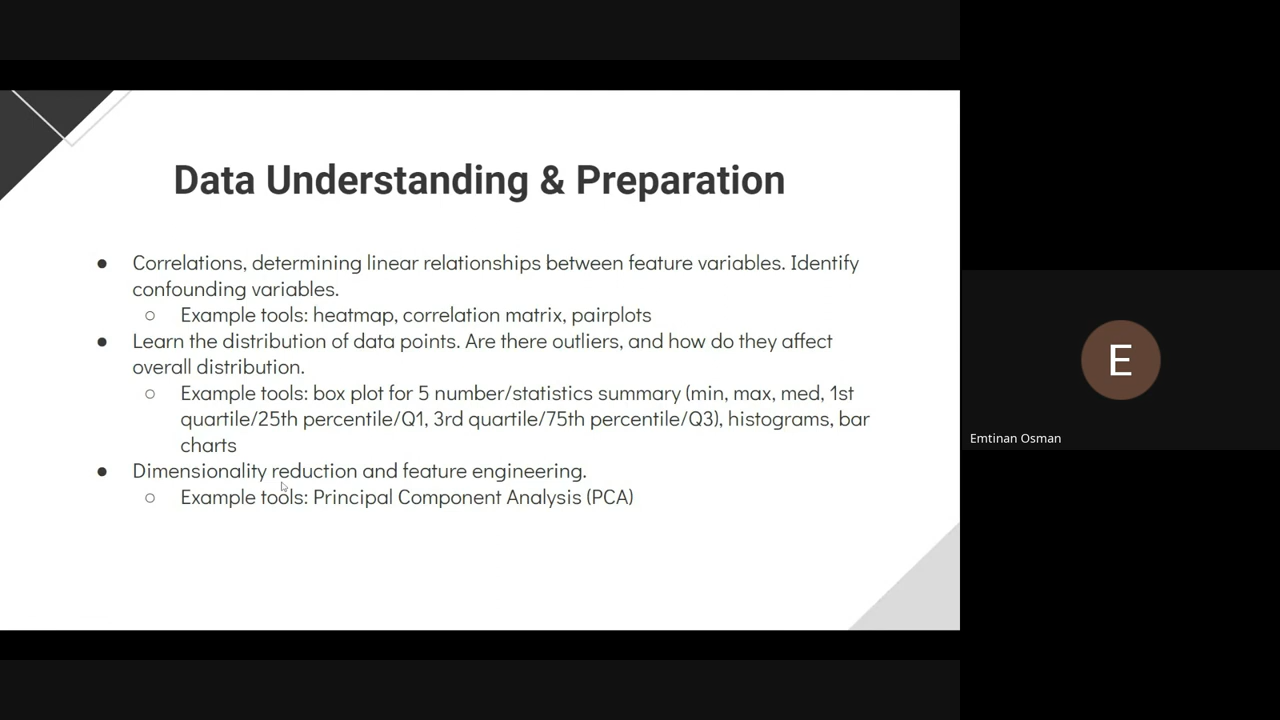 Data Understanding & Preparation
● Correlations, determining linear relationships between feature variables. Identify
confounding variables.
○ Example tools: heatmap, correlation matrix, pairplots
● Learn the distribution of data points. Are there outliers, and how do they affect
overall distribution.
○ Example tools: box plot for 5 number/statistics summary (min, max, med, 1st
quartile/25th percentile/Q1, 3rd quartile/75th percentile/Q3), histograms, bar
charts
● Dimensionality reduction and feature engineering.
○ Example tools: Principal Component Analysis (PCA)
E
Emtinan Osman